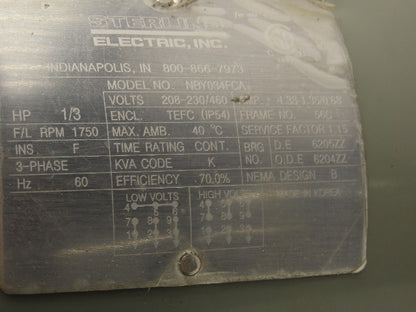 STERLING
ELECTRIC, INC.
INDIANAPOLIS, IN 800-866-7973
MODEL NO. NBY034FCA
HP 1/3 VOLTS 208-230/460
F/L RPM 1750 ENCL. TEFC (IP54) FRAME NO. 56C
INS F MAX. AMB. 40 °C SERVICE FACTOR 1.15
3-PHASE TIME RATING CONT. BRG D.E 6205ZZ
KVA CODE K NO. O.D.E 6204ZZ
Hz 60 EFFICIENCY 70.0% NEMA DESIGN B
LOW VOLTS HIGH VOLTS MADE IN KOREA